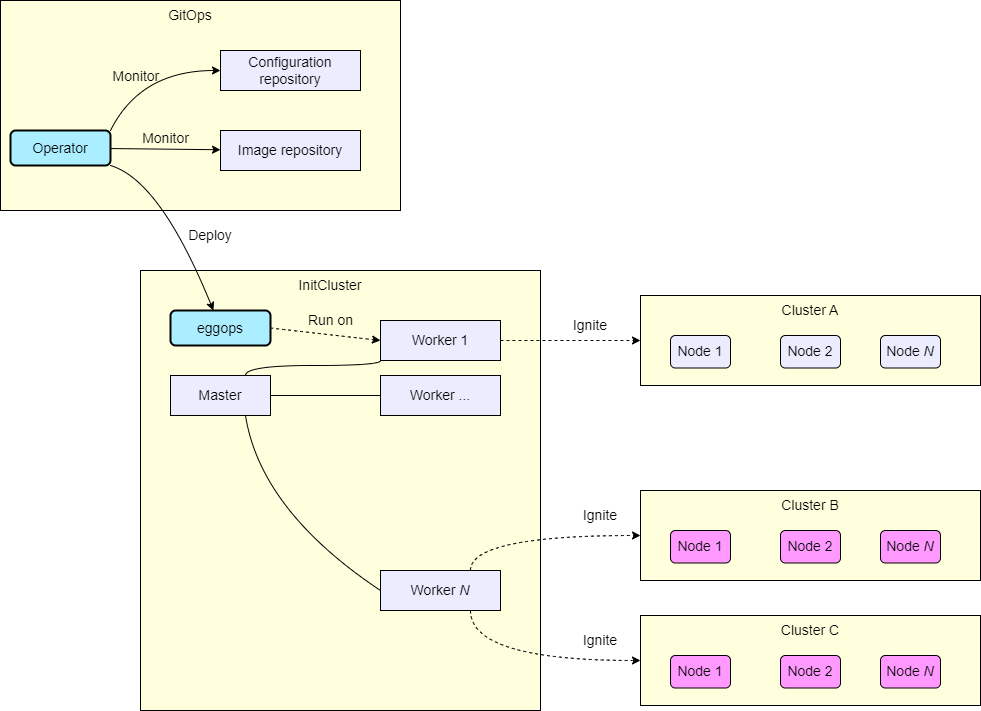 GitOps
Configuration
repository
Monitor
Monitor
Operator
Image repository
Deploy
InitCluster
eggops
Run on
Worker 1
Ignite
Cluster A
Node 1
Node 2
Node N
Master
Worker ...
Ignite
Cluster B
Node 1
Node 2
Node N
Worker N
Ignite
Cluster C
Node 1
Node 2
Node N